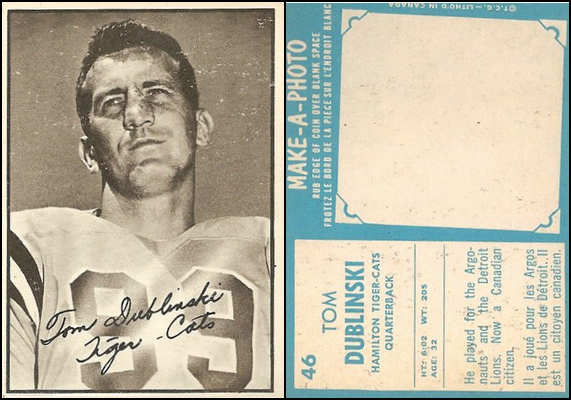 Tom Dublinski
Tiger-Cats
©T.C.G.-LITHO'D IN CANADA
MAKE-A-PHOTO
RUB EDGE OF COIN OVER BLANK SPACE
FROTEZ LE BORD DE LA PIECE SUR L'ENDROIT BLANC
46
TOM
DUBLINSKI
HAMILTON TIGER-CATS
QUARTERBACK
HT: 6:02 WT: 205
AGE: 32
He played for the Argo-
nauts and the Detroit
Lions. Now a Canadian
citizen.
Il a joué pour les Argos
et les Lions de Détroit. Il
est un citoyen canadien.